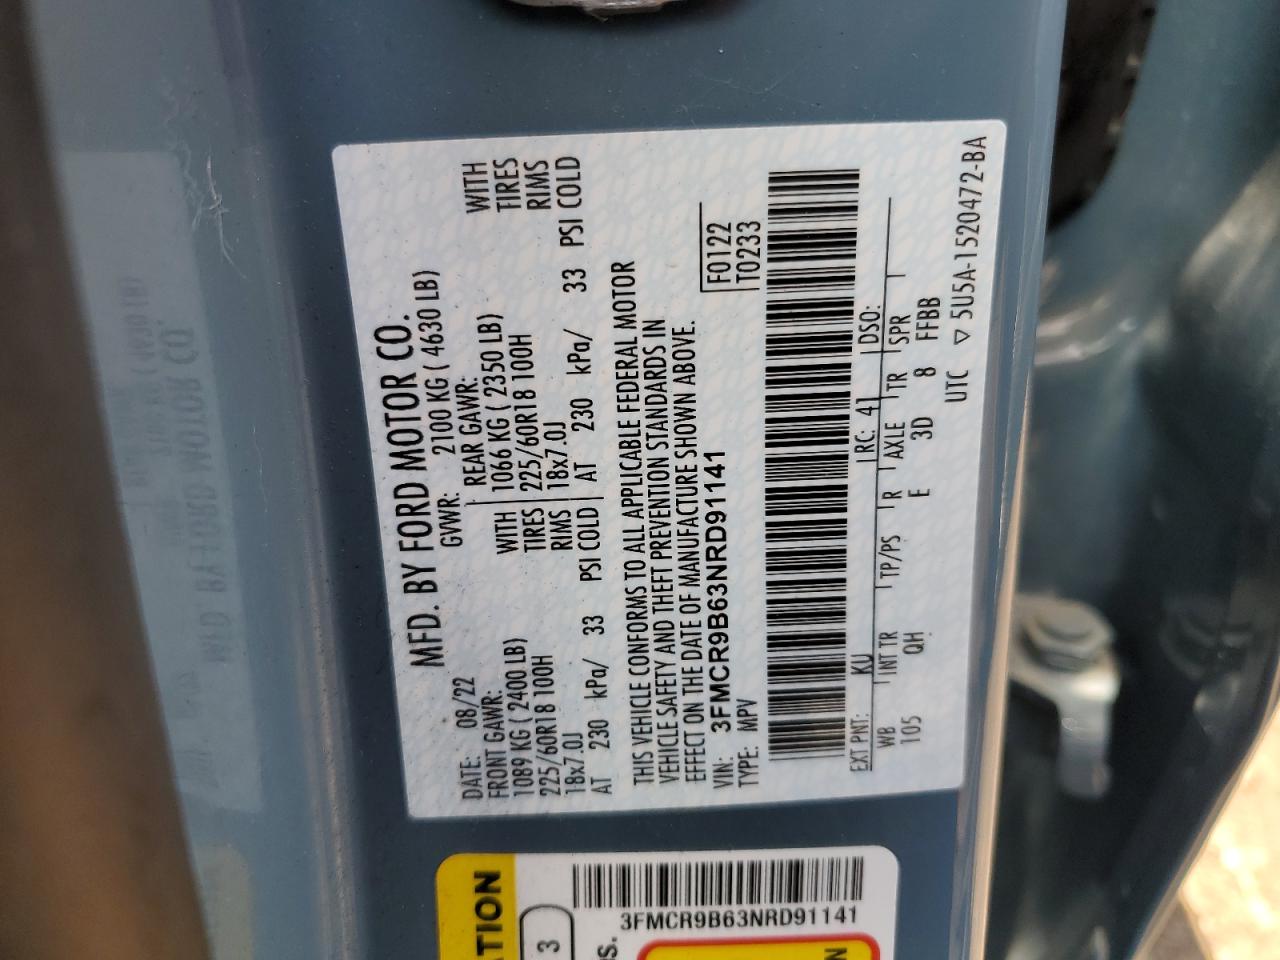 MFD. BY FORD MOTOR CO.
DATE: 08/22 GVWR: 2100 KG ( 4630 LB)
FRONT GAWR: REAR GAWR:
1089 KG ( 2400 LB) WITH 1066 KG ( 2350 LB) WITH
225/60R18 100H TIRES 225/60R18 100H TIRES
18x7.0J RIMS 18x7.0J RIMS
AT 230 kPa/ 33 PSI COLD AT 230 kPa/ 33 PSI COLD
THIS VEHICLE CONFORMS TO ALL APPLICABLE FEDERAL MOTOR
VEHICLE SAFETY AND THEFT PREVENTION STANDARDS IN
EFFECT ON THE DATE OF MANUFACTURE SHOWN ABOVE.
VIN: 3FMCR9B63NRD91141 F0122
TYPE: MPV T0233
EXT PNT: KU RC: 41 DSO:
WB INT TR TP/PS R AXLE TR SPR
105 QH E 3D 8 FFBB
UTC ▽ 5U5A-1520472-BA
ATION
3
3FMCR9B63NRD91141